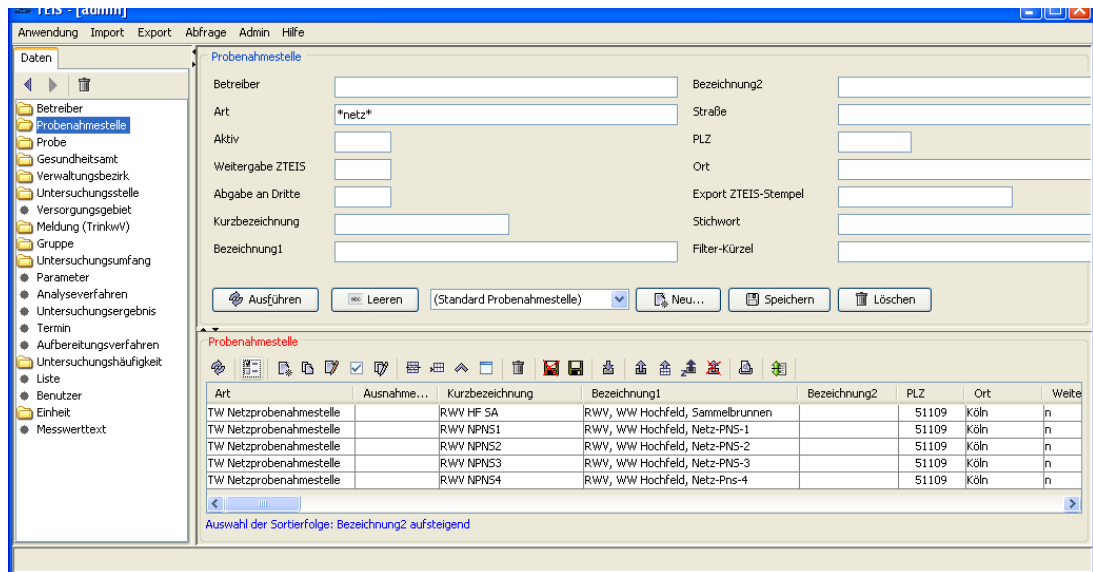 TEIS - [admin]
Anwendung Import Export Abfrage Admin Hilfe
Daten
Betreiber
Probenahmestelle
Probe
Gesundheitsamt
Verwaltungsbezirk
Untersuchungsstelle
Versorgungsgebiet
Meldung (TrinkwV)
Gruppe
Untersuchungsumfang
Parameter
Analyseverfahren
Untersuchungsergebnis
Termin
Aufbereitungsverfahren
Untersuchungshäufigkeit
Liste
Benutzer
Einheit
Messwerttext
Probenahmestelle
Betreiber Bezeichnung2
Art *netz* Straße
Aktiv PLZ
Weitergabe ZTEIS Ort
Abgabe an Dritte Export ZTEIS-Stempel
Kurzbezeichnung Stichwort
Bezeichnung1 Filter-Kürzel
Ausführen abc Leeren (Standard Probenahmestelle) Neu... Speichern Löschen
Probenahmestelle
Art Ausnahme... Kurzbezeichnung Bezeichnung1 Bezeichnung2 PLZ Ort Weite
TW Netzprobenahmestelle RWV HF SA RWV, WW Hochfeld, Sammelbrunnen 51109 Köln n
TW Netzprobenahmestelle RWV NPNS1 RWV, WW Hochfeld, Netz-PNS-1 51109 Köln n
TW Netzprobenahmestelle RWV NPNS2 RWV, WW Hochfeld, Netz-PNS-2 51109 Köln n
TW Netzprobenahmestelle RWV NPNS3 RWV, WW Hochfeld, Netz-PNS-3 51109 Köln n
TW Netzprobenahmestelle RWV NPNS4 RWV, WW Hochfeld, Netz-Pns-4 51109 Köln n
Auswahl der Sortierfolge: Bezeichnung2 aufsteigend